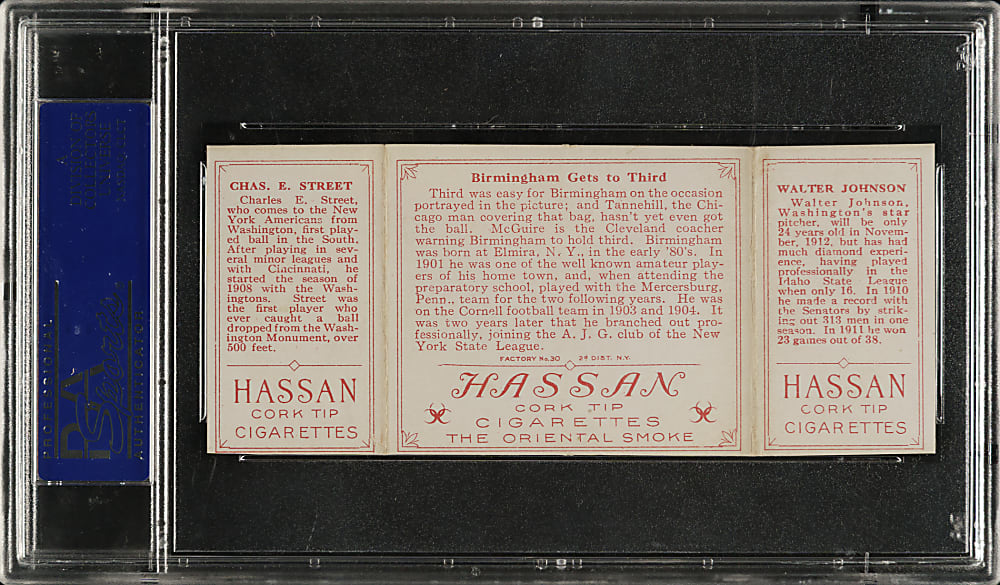 CHAS. E. STREET
Charles E. Street,
who comes to the New
York Americans from
Washington, first play-
ed ball in the South.
After playing in sev-
eral minor leagues and
with Ciacinnati, he
started the season of
1908 with the Wash-
ingtons. Street was
the first player who
ever caught a ball
dropped from the Wash-
ington Monument, over
500 feet.
HASSAN
CORK TIP
CIGARETTES
Birmingham Gets to Third
Third was easy for Birmingham on the occasion
portrayed in the picture; and Tannehill, the Chi-
cago man covering that bag, hasn't yet even got
the ball. McGuire is the Cleveland coacher
warning Birmingham to hold third. Birmingham
was born at Elmira, N. Y., in the early '80's. In
1901 he was one of the well known amateur play-
ers of his home town, and, when attending the
preparatory school, played with the Mercersburg,
Penn., team for the two following years. He was
on the Cornell football team in 1903 and 1904. It
was two years later that he branched out pro-
fessionally, joining the A. J. G. club of the New
York State League.
FACTORY No. 30 2d DIST. N.Y.
HASSAN
CORK TIP
CIGARETTES
THE ORIENTAL SMOKE
WALTER JOHNSON
Walter Johnson,
Washington's star
pitcher, will be only
24 years old in Novem-
ber, 1912, but has had
much diamond experi-
ence, having played
professionally in the
Idaho State League
when only 16. In 1910
he made a record with
the Senators by strik-
ing out 313 men in one
season. In 1911 he won
23 games out of 38.
HASSAN
CORK TIP
CIGARETTES
PROFESSIONAL
PSA
Sports
AUTHENTICATOR
A
DIVISION OF
COLLECTORS
UNIVERSE